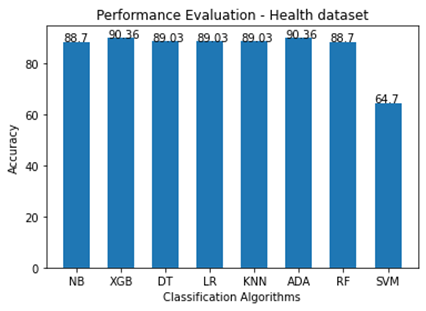 Performance Evaluation - Health dataset
88.7 90.36 89.03 89.03 89.03 90.36 88.7 64.7
80
60
40
20
0
Accuracy
NB XGB DT LR KNN ADA RF SVM
Classification Algorithms